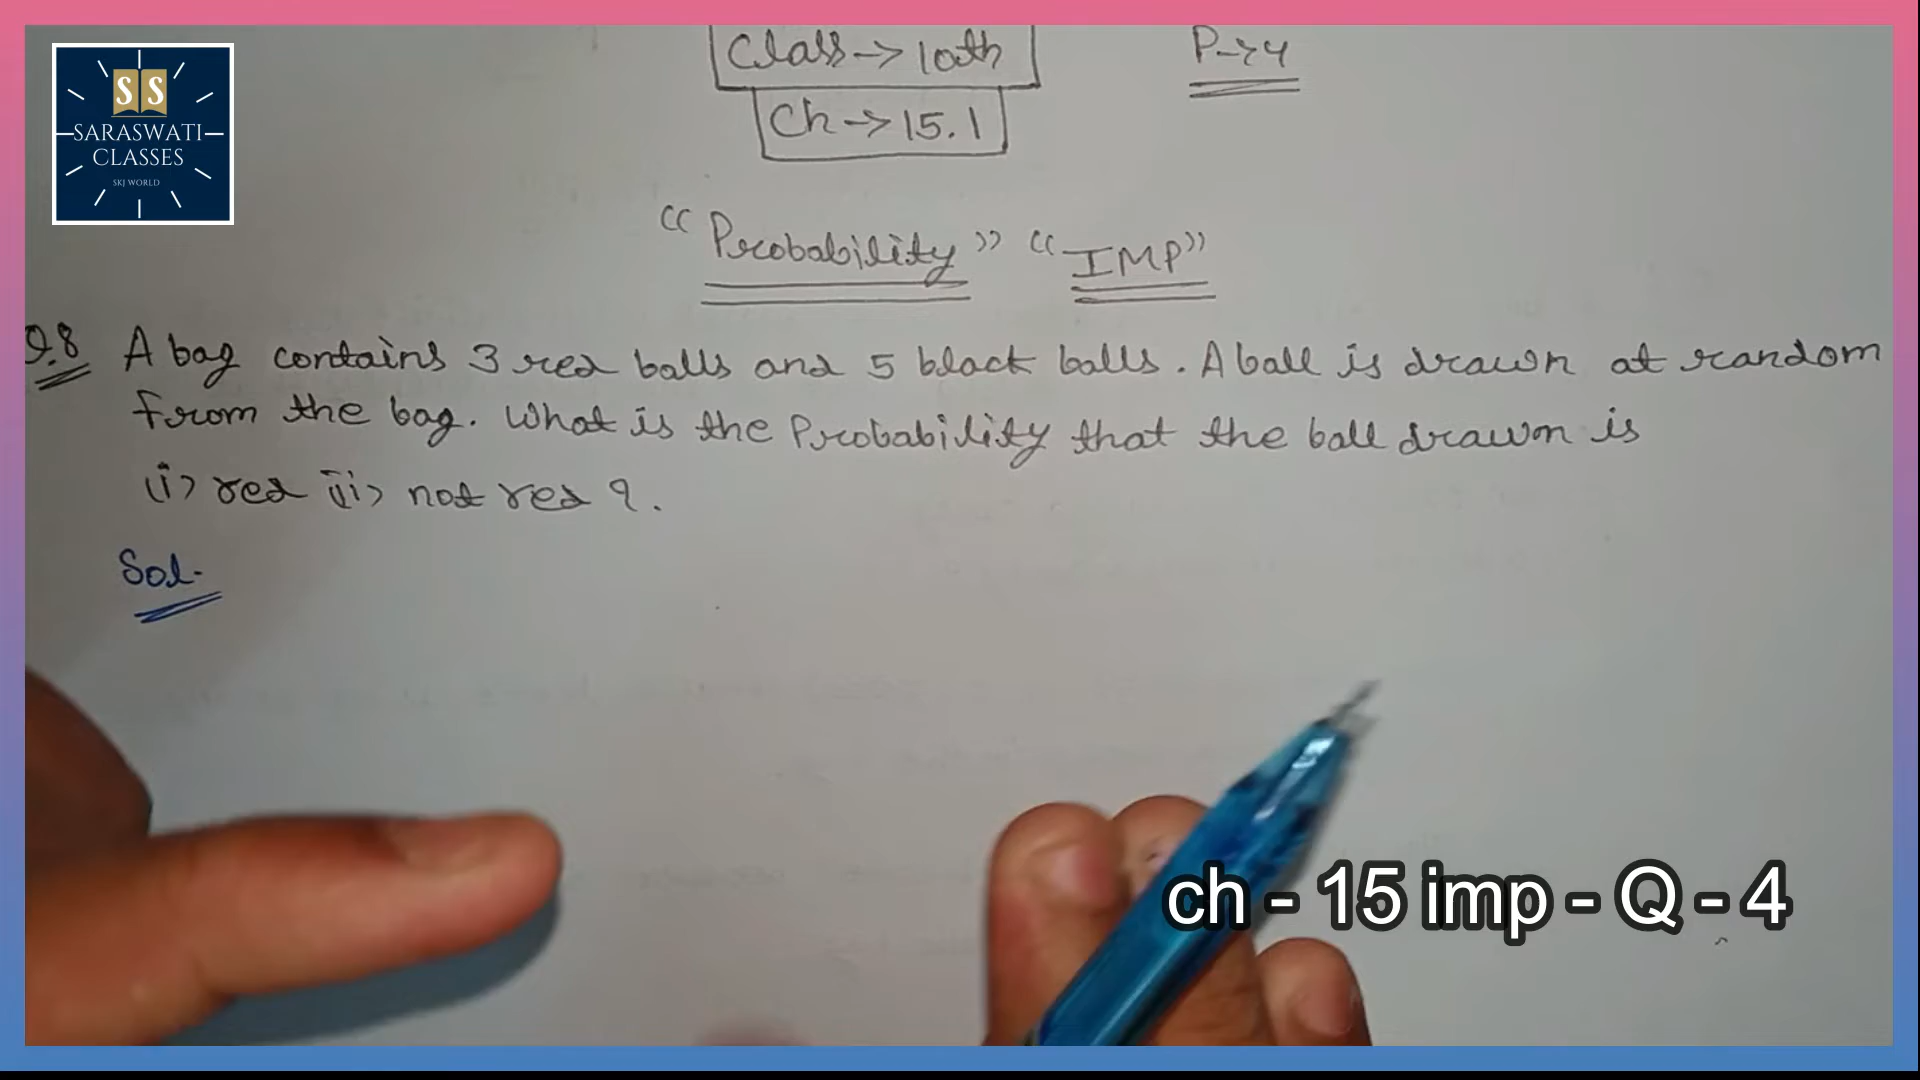 SS
SARASWATI
CLASSES
SKJ WORLD
Class -> 10th
P->4
Ch -> 15.1
"Probability" "IMP"
Q.8 A bag contains 3 red balls and 5 black balls. A ball is drawn at random
from the bag. What is the Probability that the ball drawn is
(i) red (ii) not red ?.
Sol.
ch - 15 imp - Q - 4